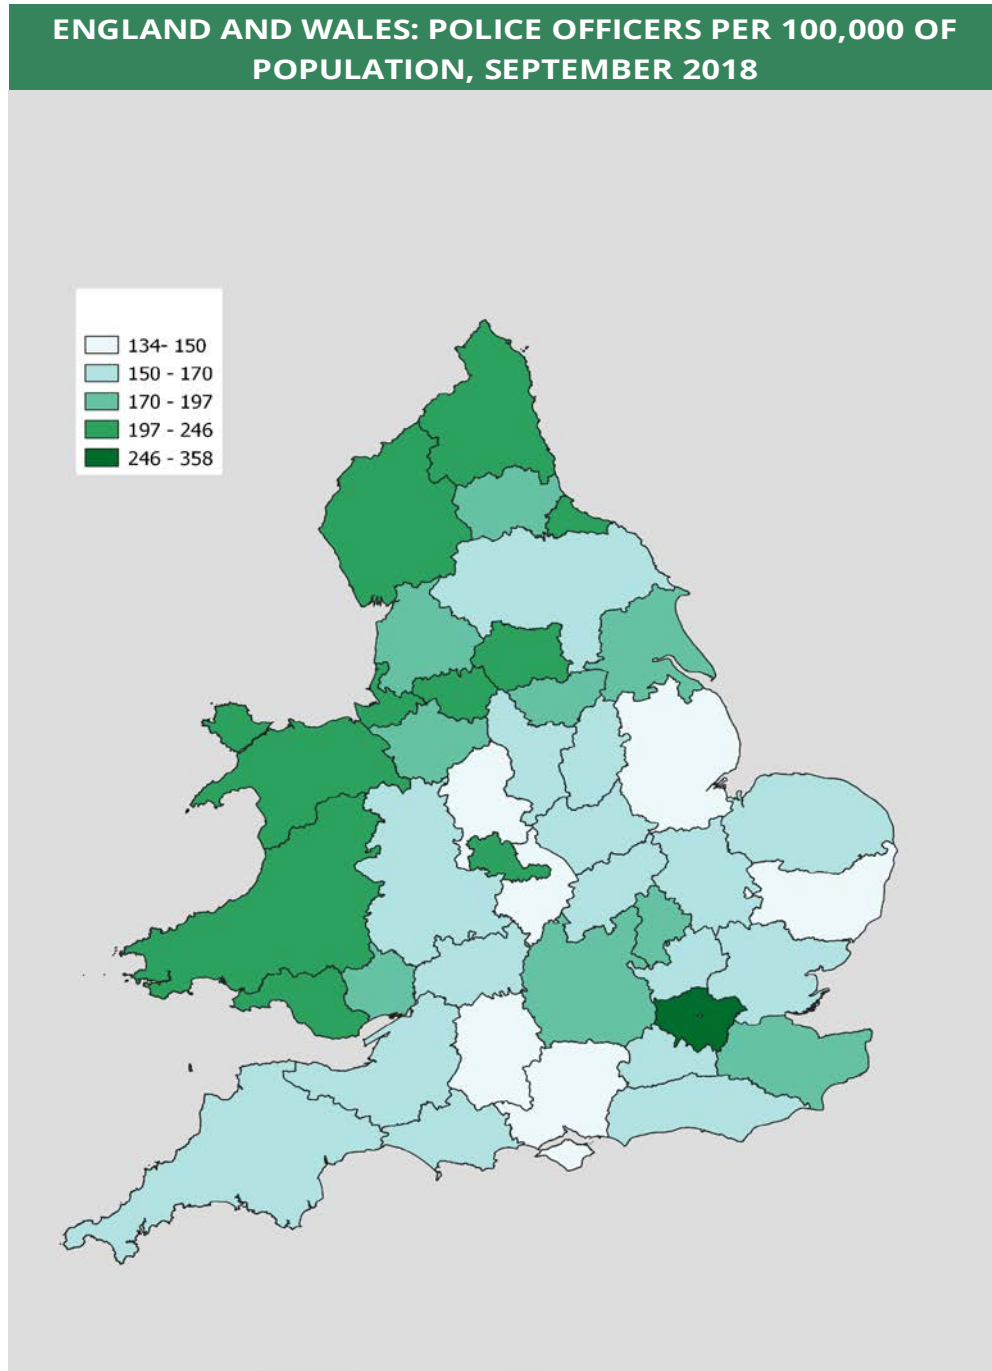 ENGLAND AND WALES: POLICE OFFICERS PER 100,000 OF
POPULATION, SEPTEMBER 2018
134- 150
150 - 170
170 - 197
197 - 246
246 - 358